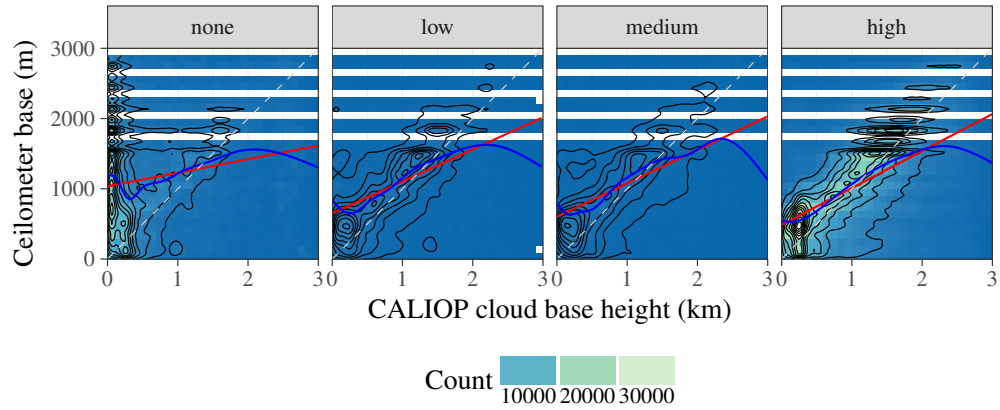 none low medium high
Ceilometer base (m)
3000
2000
1000
0
0 1 2 3 0 1 2 3 0 1 2 3 0 1 2 3
CALIOP cloud base height (km)
Count
10000 20000 30000